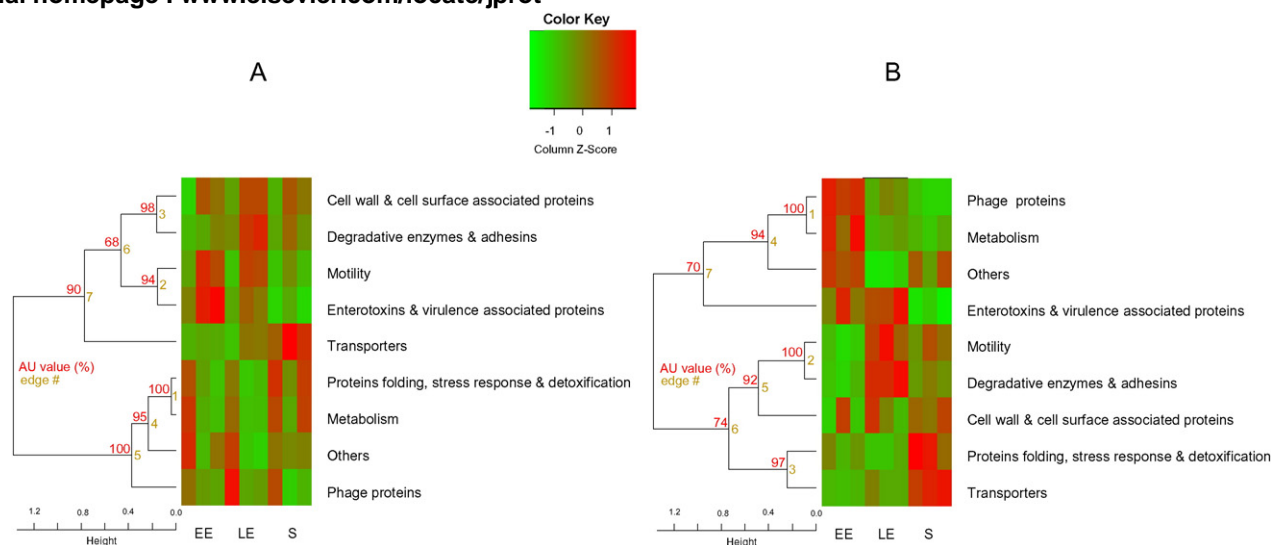 Color Key
-1 0 1
Column Z-Score
A
Cell wall & cell surface associated proteins
Degradative enzymes & adhesins
Motility
Enterotoxins & virulence associated proteins
Transporters
Proteins folding, stress response & detoxification
Metabolism
Others
Phage proteins
98 3
68 6
94 2
90 7
AU value (%)
edge #
100 1
95 4
100 5
1.2 0.8 0.4 0.0
Height
EE LE S
B
Phage proteins
Metabolism
Others
Enterotoxins & virulence associated proteins
Motility
Degradative enzymes & adhesins
Cell wall & cell surface associated proteins
Proteins folding, stress response & detoxification
Transporters
100 1
94 4
70 7
AU value (%)
edge #
100 2
92 5
74 6
97 3
1.2 0.8 0.4 0.0
Height
EE LE S